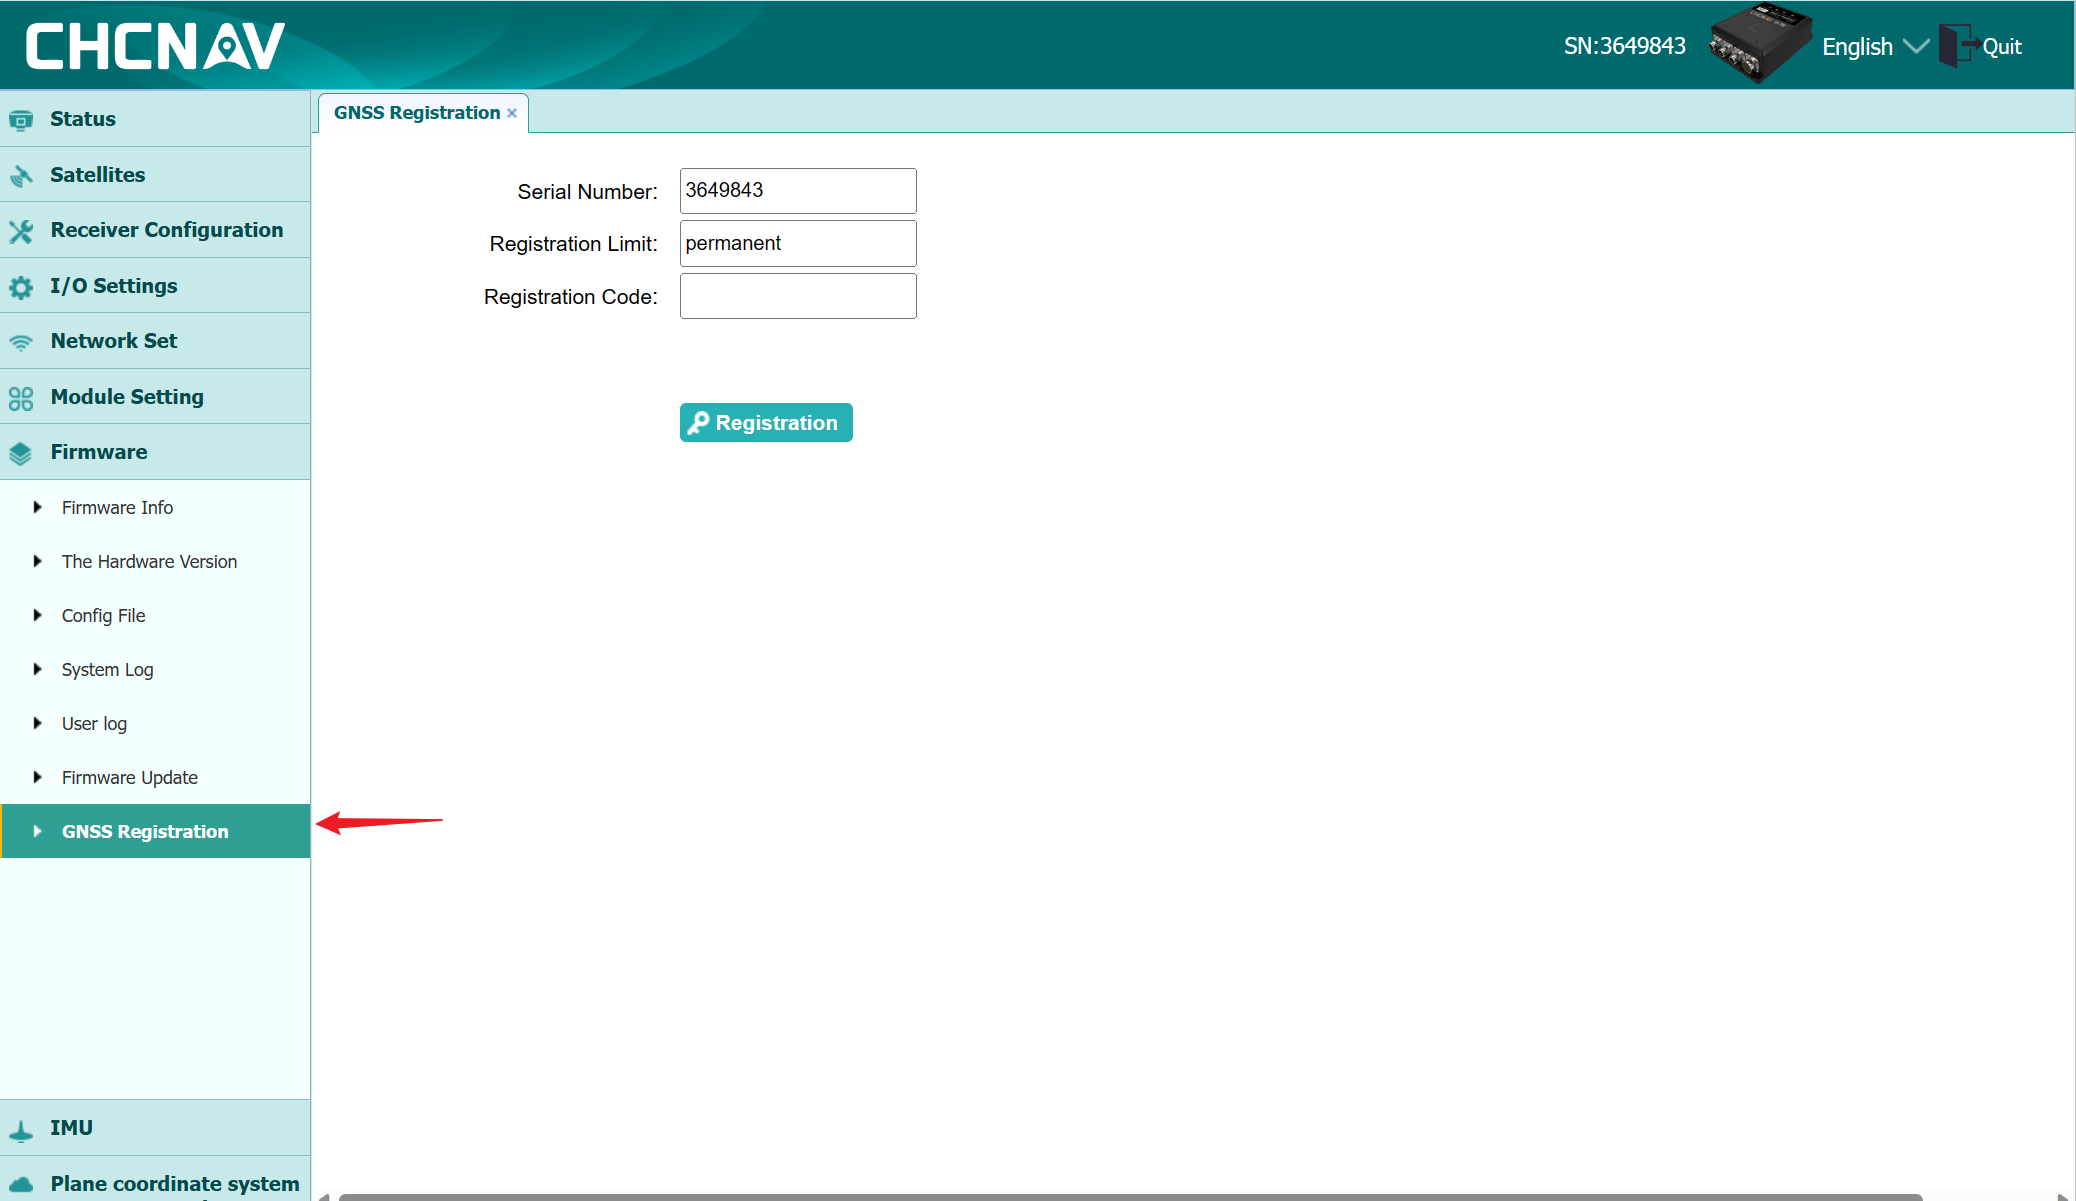 CHCNAV
SN:3649843
English
Quit
Status
Satellites
Receiver Configuration
I/O Settings
Network Set
Module Setting
Firmware
Firmware Info
The Hardware Version
Config File
System Log
User log
Firmware Update
GNSS Registration
IMU
Plane coordinate system
GNSS Registration ×
Serial Number: 3649843
Registration Limit: permanent
Registration Code:
Registration